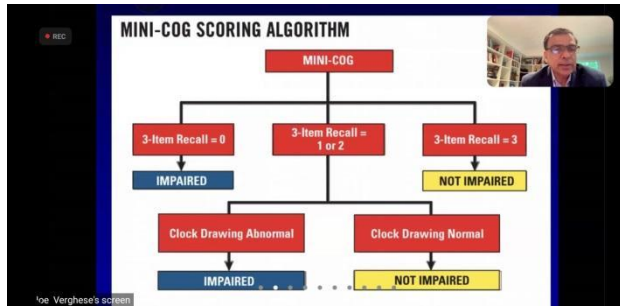 REC
MINI-COG SCORING ALGORITHM
MINI-COG
3-Item Recall = 0
3-Item Recall =
1 or 2
3-Item Recall = 3
IMPAIRED
NOT IMPAIRED
Clock Drawing Abnormal
Clock Drawing Normal
IMPAIRED
NOT IMPAIRED
Verghese's screen